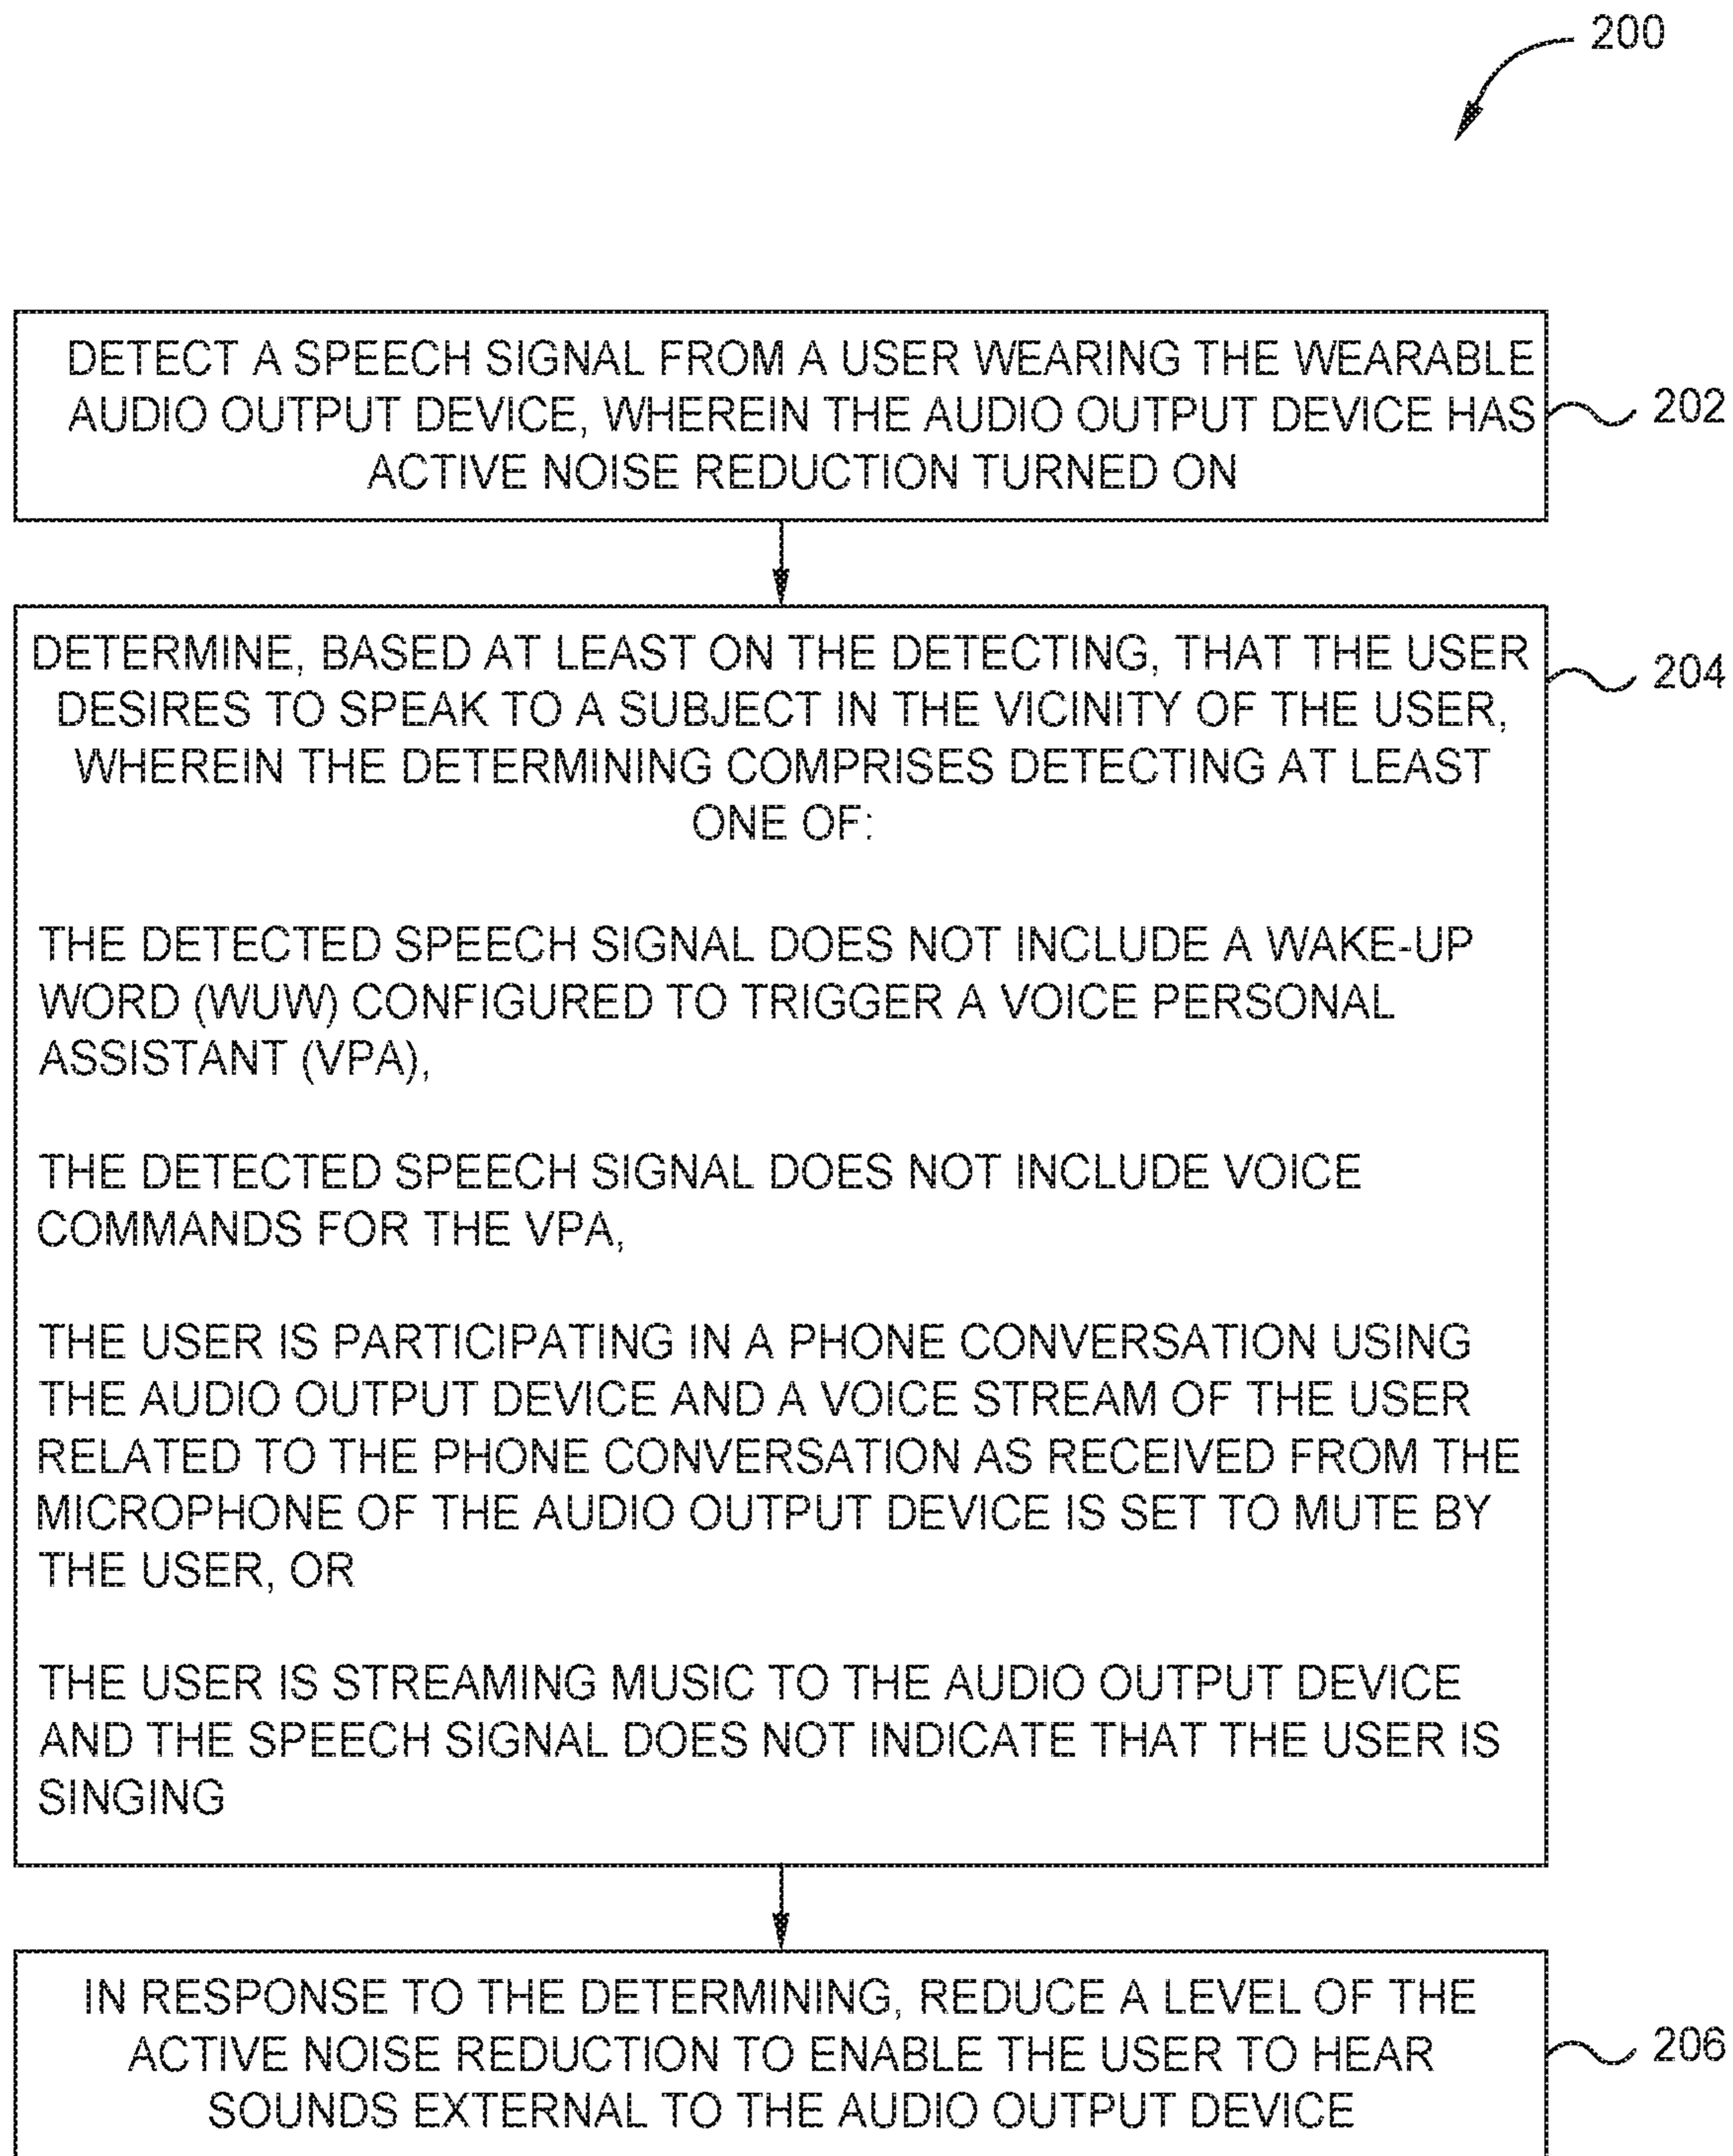 200
DETECT A SPEECH SIGNAL FROM A USER WEARING THE WEARABLE
AUDIO OUTPUT DEVICE, WHEREIN THE AUDIO OUTPUT DEVICE HAS
ACTIVE NOISE REDUCTION TURNED ON
202
DETERMINE, BASED AT LEAST ON THE DETECTING, THAT THE USER
DESIRES TO SPEAK TO A SUBJECT IN THE VICINITY OF THE USER,
WHEREIN THE DETERMINING COMPRISES DETECTING AT LEAST
ONE OF:
204
THE DETECTED SPEECH SIGNAL DOES NOT INCLUDE A WAKE-UP
WORD (WUW) CONFIGURED TO TRIGGER A VOICE PERSONAL
ASSISTANT (VPA),
THE DETECTED SPEECH SIGNAL DOES NOT INCLUDE VOICE
COMMANDS FOR THE VPA,
THE USER IS PARTICIPATING IN A PHONE CONVERSATION USING
THE AUDIO OUTPUT DEVICE AND A VOICE STREAM OF THE USER
RELATED TO THE PHONE CONVERSATION AS RECEIVED FROM THE
MICROPHONE OF THE AUDIO OUTPUT DEVICE IS SET TO MUTE BY
THE USER, OR
THE USER IS STREAMING MUSIC TO THE AUDIO OUTPUT DEVICE
AND THE SPEECH SIGNAL DOES NOT INDICATE THAT THE USER IS
SINGING
IN RESPONSE TO THE DETERMINING, REDUCE A LEVEL OF THE
ACTIVE NOISE REDUCTION TO ENABLE THE USER TO HEAR
SOUNDS EXTERNAL TO THE AUDIO OUTPUT DEVICE
206